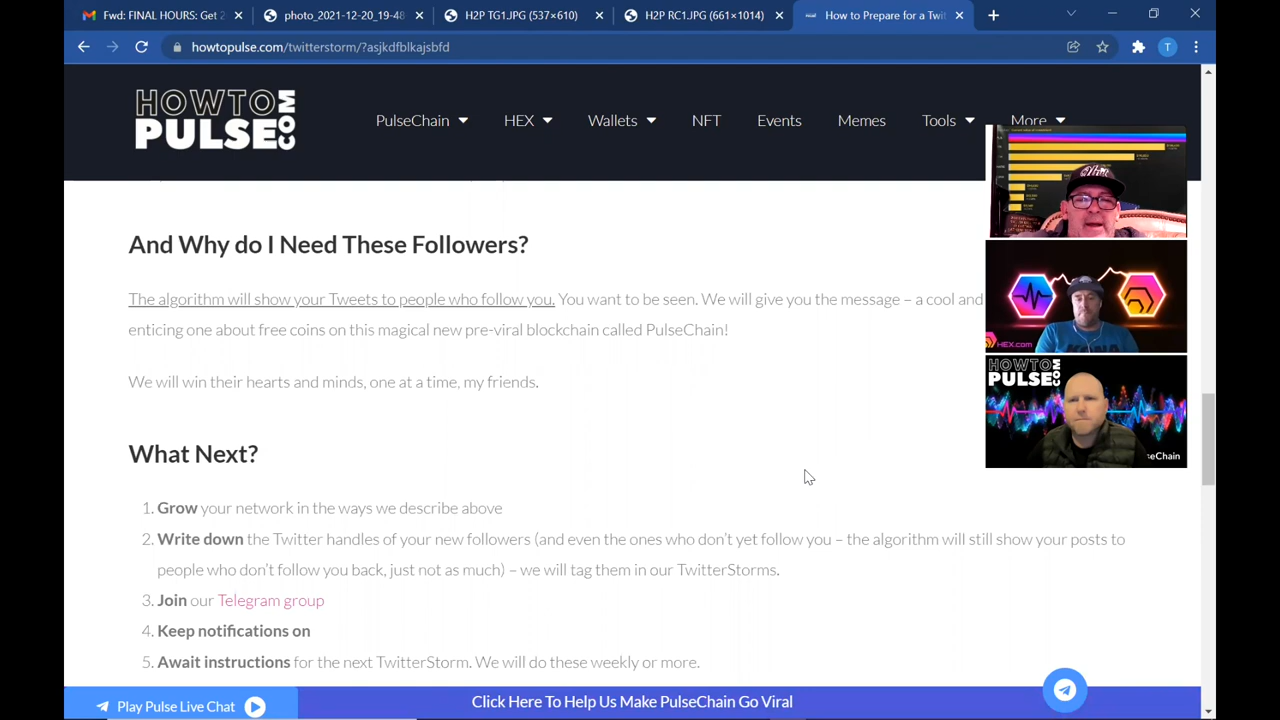 Fwd: FINAL HOURS: Get 2
photo_2021-12-20_19-48
H2P TG1.JPG (537×610)
H2P RC1.JPG (661×1014)
How to Prepare for a Twit
howtopulse.com/twitterstorm/?asjkdfblkajsbfd
T
HOWTO
PULSE
COM
PulseChain
HEX
Wallets
NFT
Events
Memes
Tools
More
And Why do I Need These Followers?
The algorithm will show your Tweets to people who follow you. You want to be seen. We will give you the message – a cool and
enticing one about free coins on this magical new pre-viral blockchain called PulseChain!
We will win their hearts and minds, one at a time, my friends.
HEX.com
HOWTO
PULSE
COM
seChain
What Next?
1. Grow your network in the ways we describe above
2. Write down the Twitter handles of your new followers (and even the ones who don't yet follow you – the algorithm will still show your posts to
people who don't follow you back, just not as much) – we will tag them in our TwitterStorms.
3. Join our Telegram group
4. Keep notifications on
5. Await instructions for the next TwitterStorm. We will do these weekly or more.
Play Pulse Live Chat
Click Here To Help Us Make PulseChain Go Viral